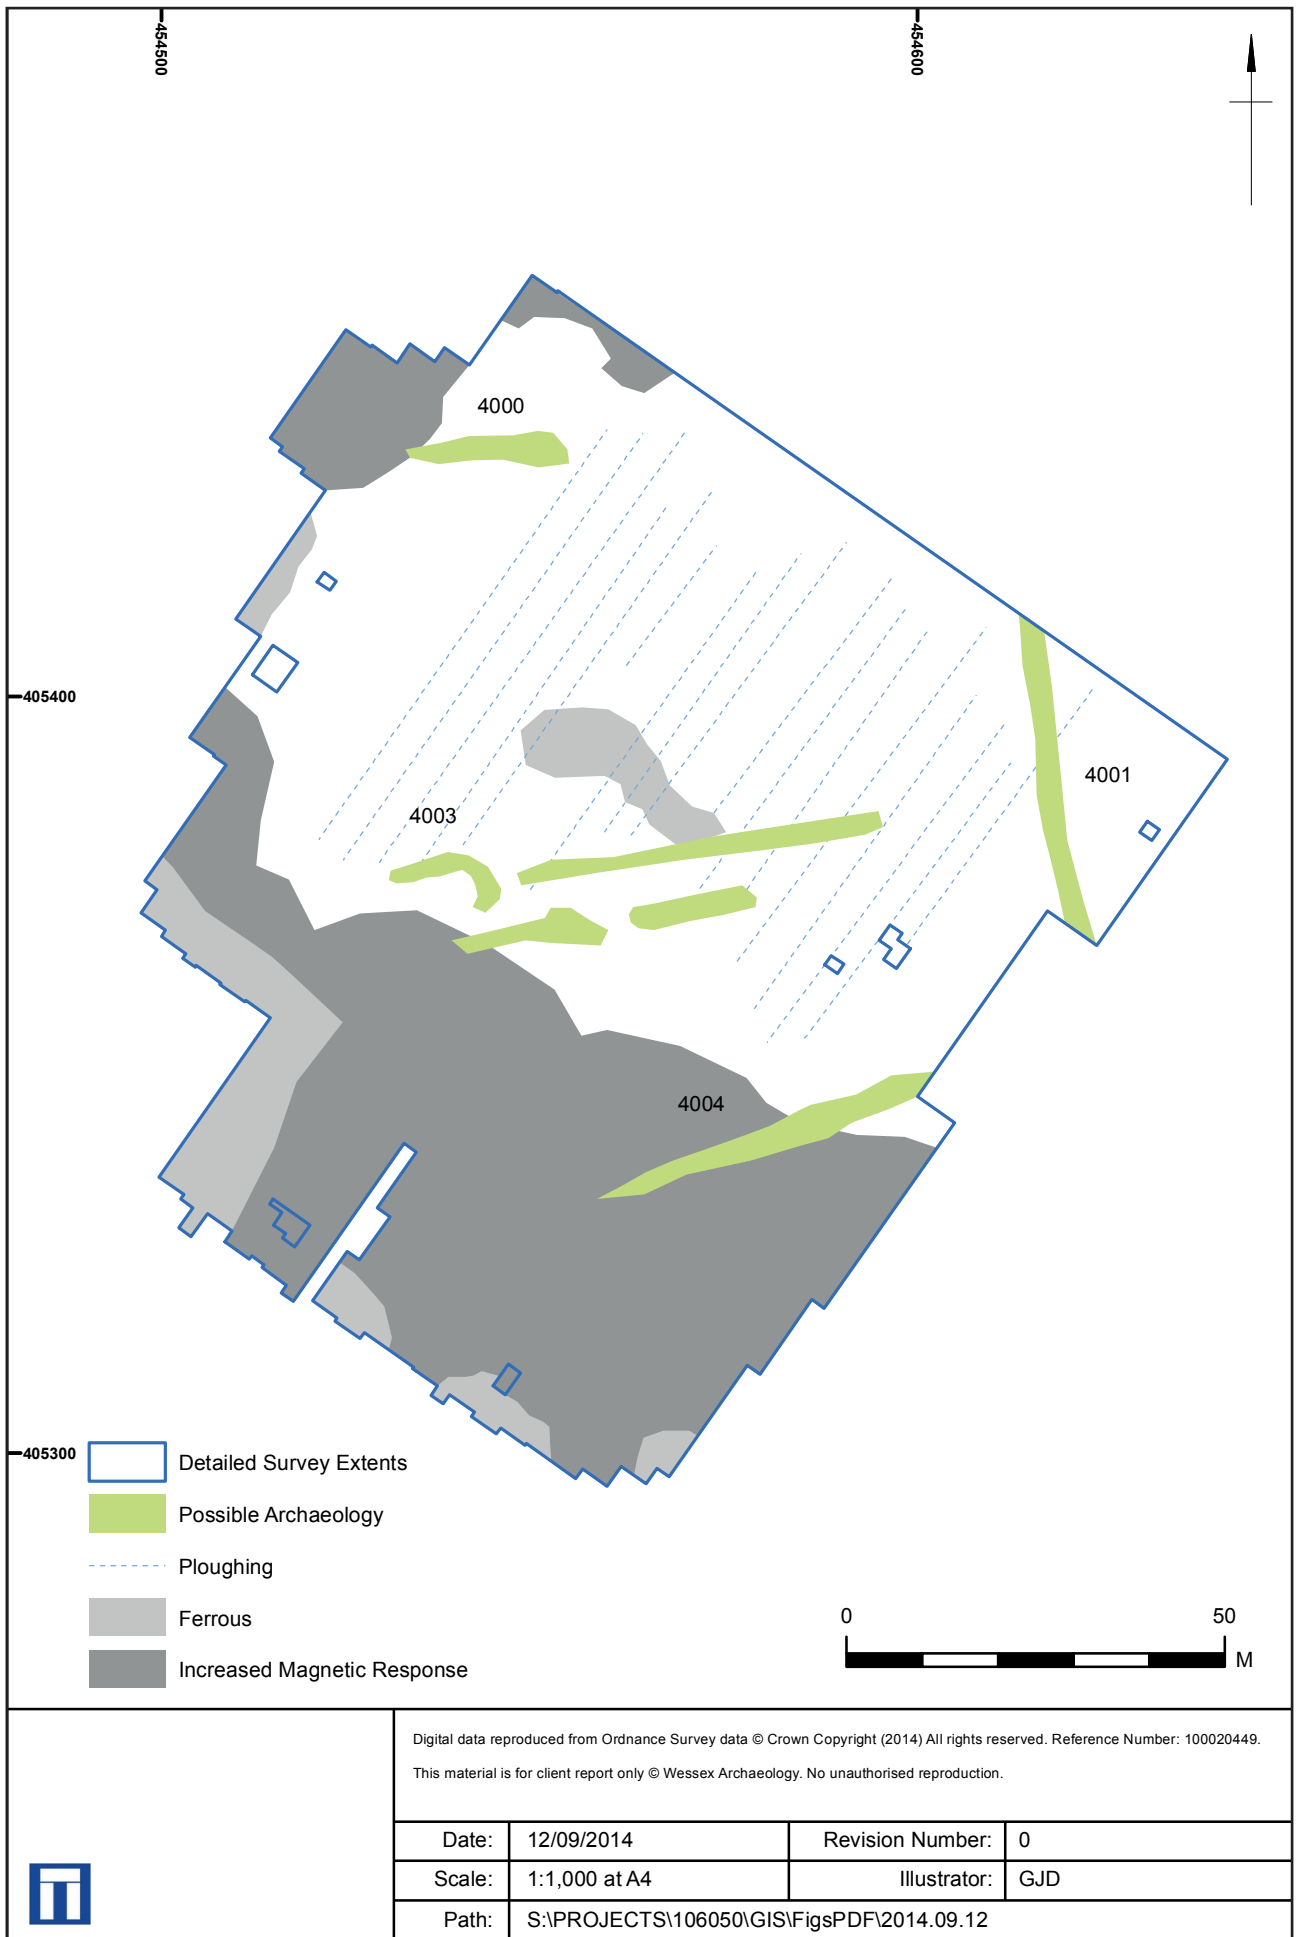 454500
454600
4000
405400
4001
4003
4004
405300
Detailed Survey Extents
Possible Archaeology
Ploughing
Ferrous
Increased Magnetic Response
0 50
M
Digital data reproduced from Ordnance Survey data © Crown Copyright (2014) All rights reserved. Reference Number: 100020449.
This material is for client report only © Wessex Archaeology. No unauthorised reproduction.
Date: 12/09/2014 Revision Number: 0
Scale: 1:1,000 at A4 Illustrator: GJD
Path: S:\PROJECTS\106050\GIS\FigsPDF\2014.09.12